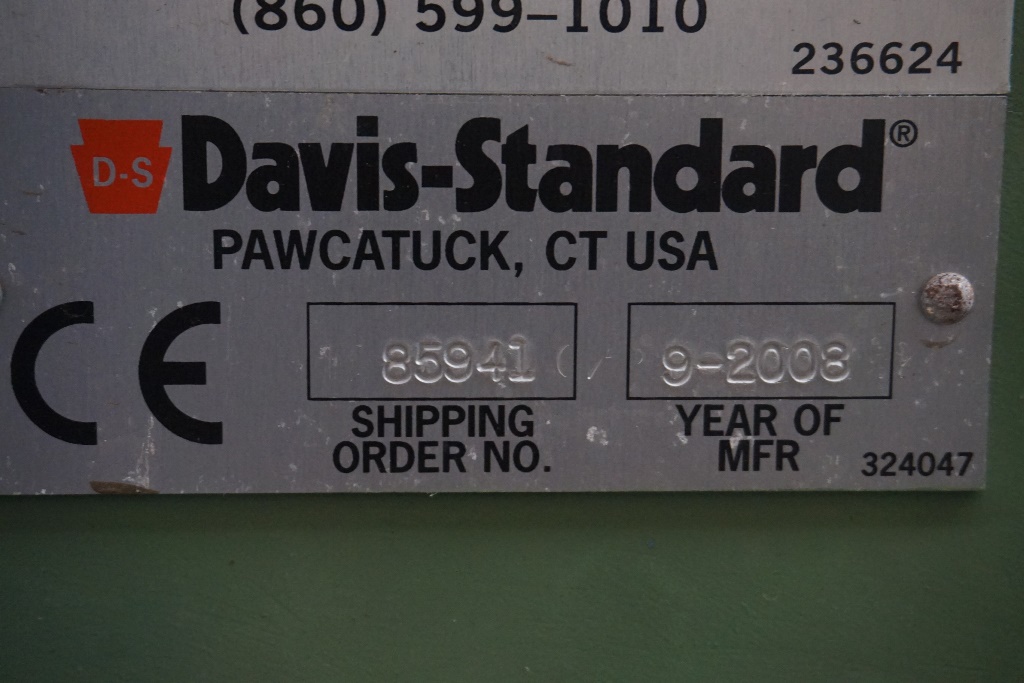 (860) 599-1010
236624
D-S Davis-Standard®
PAWCATUCK, CT USA
CE
85941
9-2008
SHIPPING
ORDER NO.
YEAR OF
MFR
324047